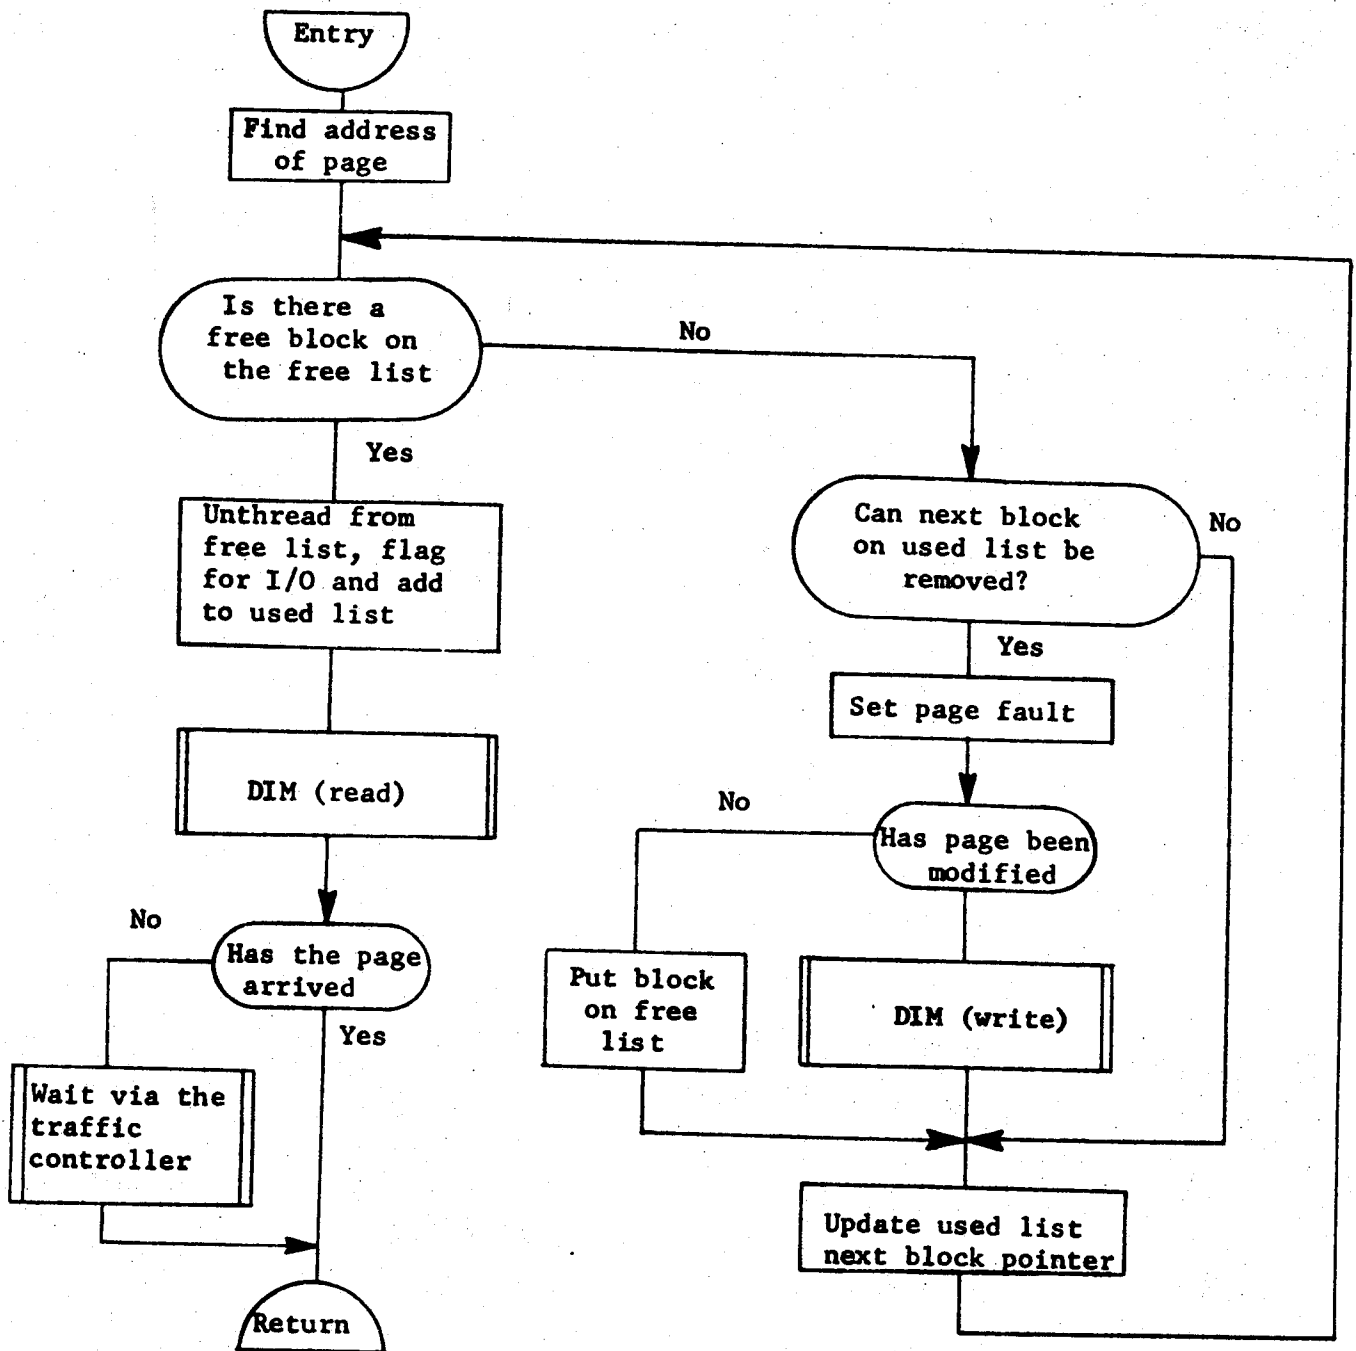 Entry
Find address
of page
Is there a
free block on
the free list
No
Yes
Unthread from
free list, flag
for I/O and add
to used list
DIM (read)
No
Has the page
arrived
Yes
Wait via the
traffic
controller
Return
Can next block
on used list be
removed?
No
Yes
Set page fault
No
Has page been
modified
Put block
on free
list
DIM (write)
Update used list
next block pointer